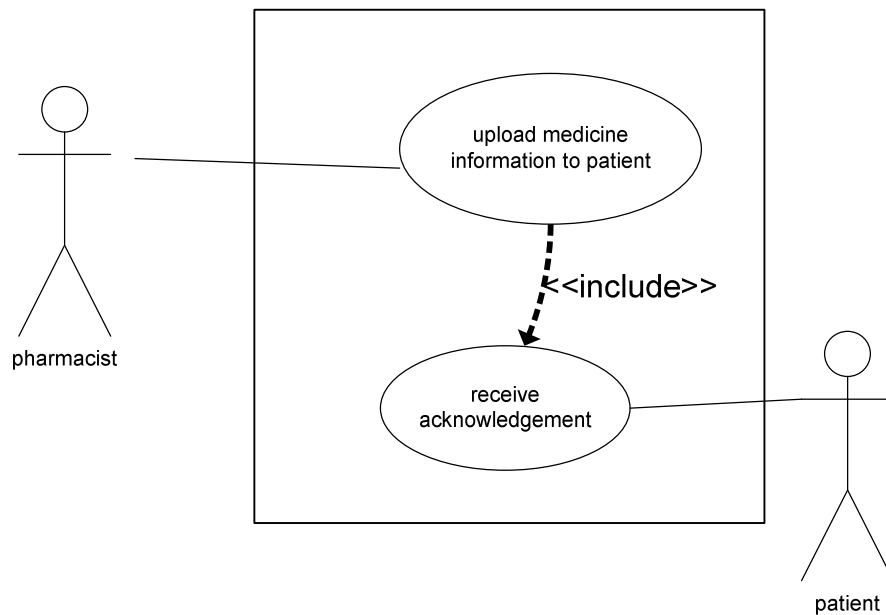 upload medicine
information to patient
<<include>>
pharmacist
receive
acknowledgement
patient